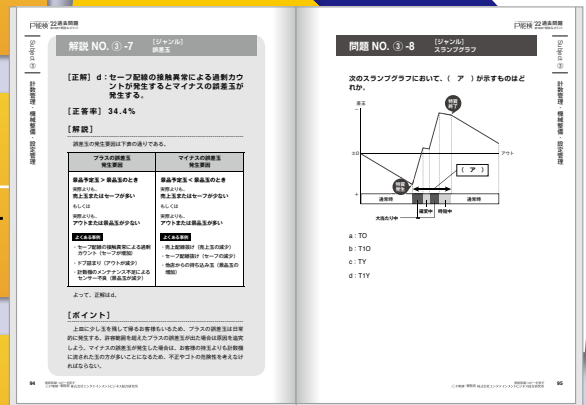 P能検 '22過去問題
解説 NO. ③-7
[ジャンル]
誤差玉
Subject ③
計数管理・機械整備・設定管理
[正解] d：セーフ配線の接触異常による過剰カウ
ントが発生するとマイナスの誤差玉が
発生する。
[正答率] 34.4%
[解説]
誤差玉の発生要因は下表の通りである。
プラスの誤差玉
発生要因
景品予定玉 > 景品玉のとき
実際よりも、
売上玉またはセーフが多い
もしくは
実際よりも、
アウトまたは景品玉が少ない
よくある事例
・セーフ配線の接触異常による過剰
カウント（セーフが増加）
・ドブ詰まり（アウトが減少）
・計数機のメンテナンス不足による
センサー不良（景品玉が減少）
マイナスの誤差玉
発生要因
景品予定玉 < 景品玉のとき
実際よりも、
売上玉またはセーフが少ない
もしくは
実際よりも、
アウトまたは景品玉が多い
よくある事例
・売上配線抜け（売上玉の減少）
・セーフ配線抜け（セーフの減少）
・他店からの持ち込み玉（景品玉の
増加）
よって、正解はd。
[ポイント]
上皿に少し玉を残して帰るお客様もいるため、プラスの誤差玉は日常
的に発生する。許容範囲を超えたプラスの誤差玉が出た場合は原因を追究
しよう。マイナスの誤差玉が発生した場合は、お客様の持玉よりも計数機
に流された玉の方が多いことになるため、不正やゴトの危険性を考えなけ
ればならない。
94
P能検 '22過去問題
問題 NO. ③-8
[ジャンル]
スランプグラフ
Subject ③
計数管理・機械整備・設定管理
次のスランプグラフにおいて、（　ア　）が示すものはど
れか。
差玉
−
±0
+
アウト
特賞
終了
特賞
発生
（　ア　）
通常時
確変中
時短中
通常時
大当たり中
a：TO
b：T1O
c：TY
d：T1Y
95